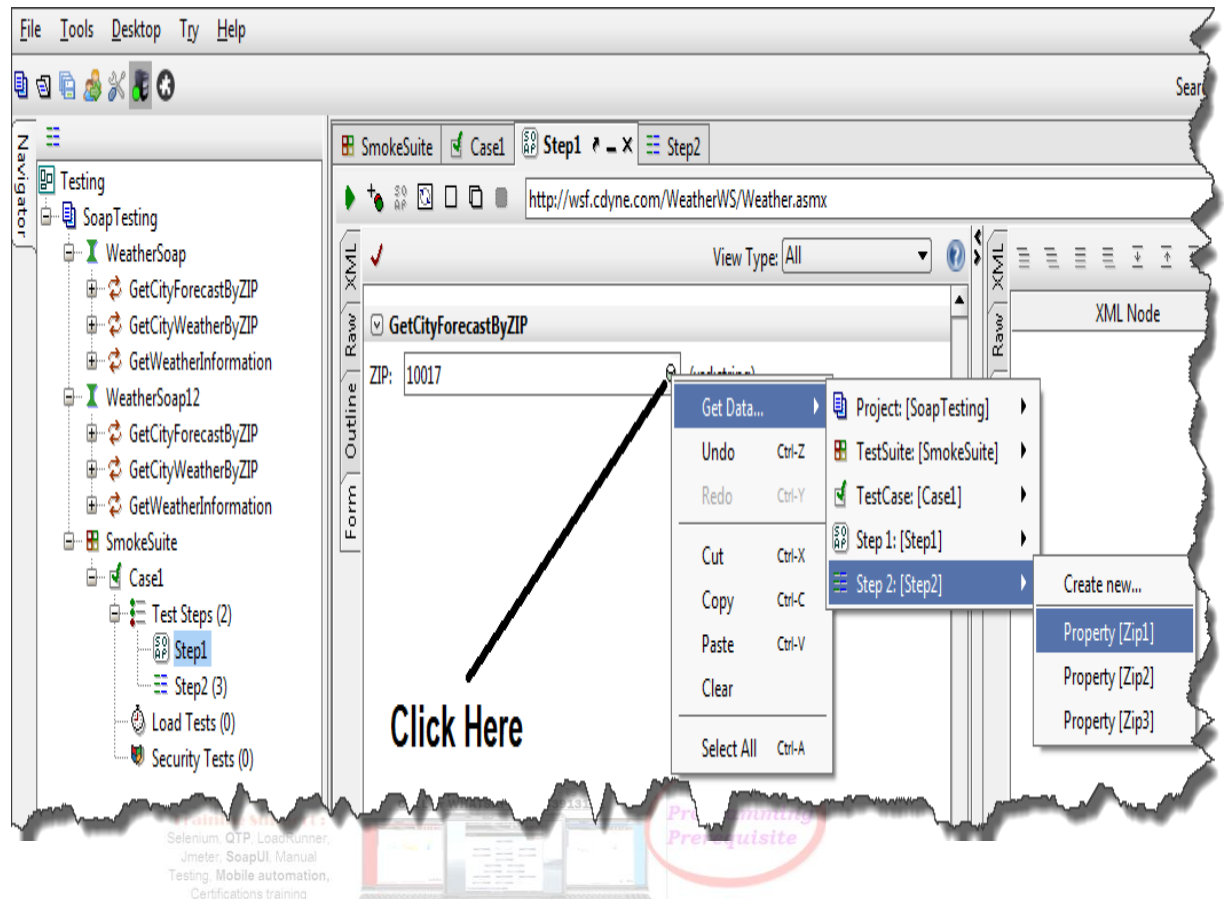 File Tools Desktop Try Help
Navigator
Testing
SoapTesting
WeatherSoap
GetCityForecastByZIP
GetCityWeatherByZIP
GetWeatherInformation
WeatherSoap12
GetCityForecastByZIP
GetCityWeatherByZIP
GetWeatherInformation
SmokeSuite
Case1
Test Steps (2)
SOAP Step1
Step2 (3)
Load Tests (0)
Security Tests (0)
SmokeSuite Case1 SOAP Step1 Step2
http://wsf.cdyne.com/WeatherWS/Weather.asmx
XML
Raw
Outline
Form
View Type: All
GetCityForecastByZIP
ZIP: 10017
XML
Raw
XML Node
Get Data...
Undo Ctrl-Z
Redo Ctrl-Y
Cut Ctrl-X
Copy Ctrl-C
Paste Ctrl-V
Clear
Select All Ctrl-A
Project: [SoapTesting]
TestSuite: [SmokeSuite]
TestCase: [Case1]
SOAP Step 1: [Step1]
Step 2: [Step2]
Create new...
Property [Zip1]
Property [Zip2]
Property [Zip3]
Click Here
Selenium, QTP, LoadRunner,
Jmeter, SoapUI, Manual
Testing, Mobile automation,
Certifications training
Prerequisite